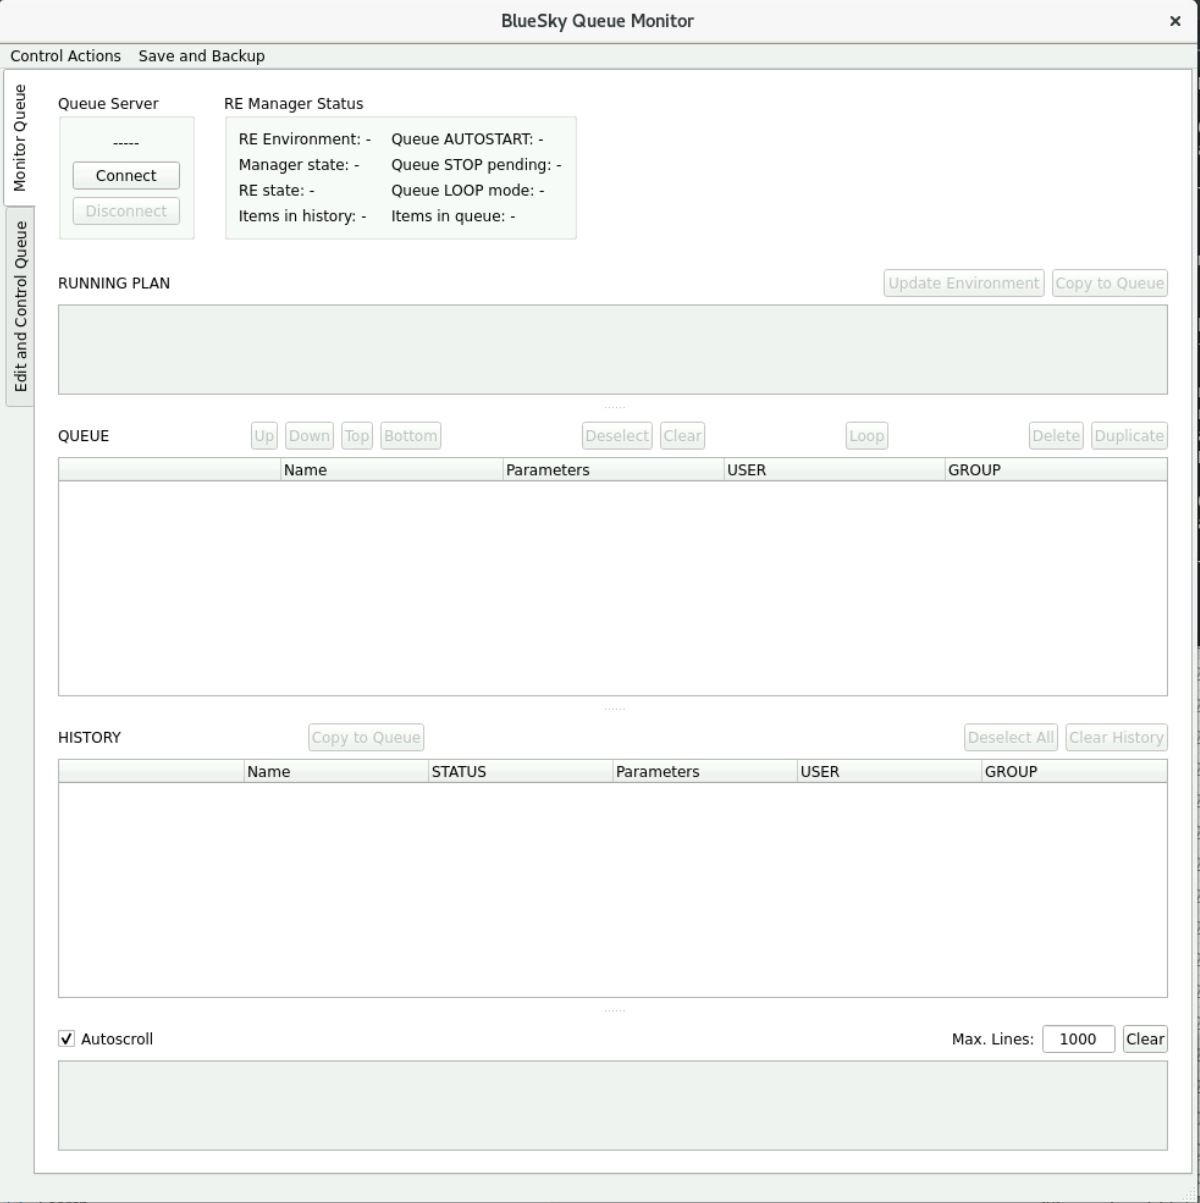 BlueSky Queue Monitor
Control Actions Save and Backup
Monitor Queue
Edit and Control Queue
Queue Server
-----
Connect
Disconnect
RE Manager Status
RE Environment: - Queue AUTOSTART: -
Manager state: - Queue STOP pending: -
RE state: - Queue LOOP mode: -
Items in history: - Items in queue: -
RUNNING PLAN Update Environment Copy to Queue
QUEUE Up Down Top Bottom Deselect Clear Loop Delete Duplicate
Name Parameters USER GROUP
HISTORY Copy to Queue Deselect All Clear History
Name STATUS Parameters USER GROUP
Autoscroll Max. Lines: 1000 Clear